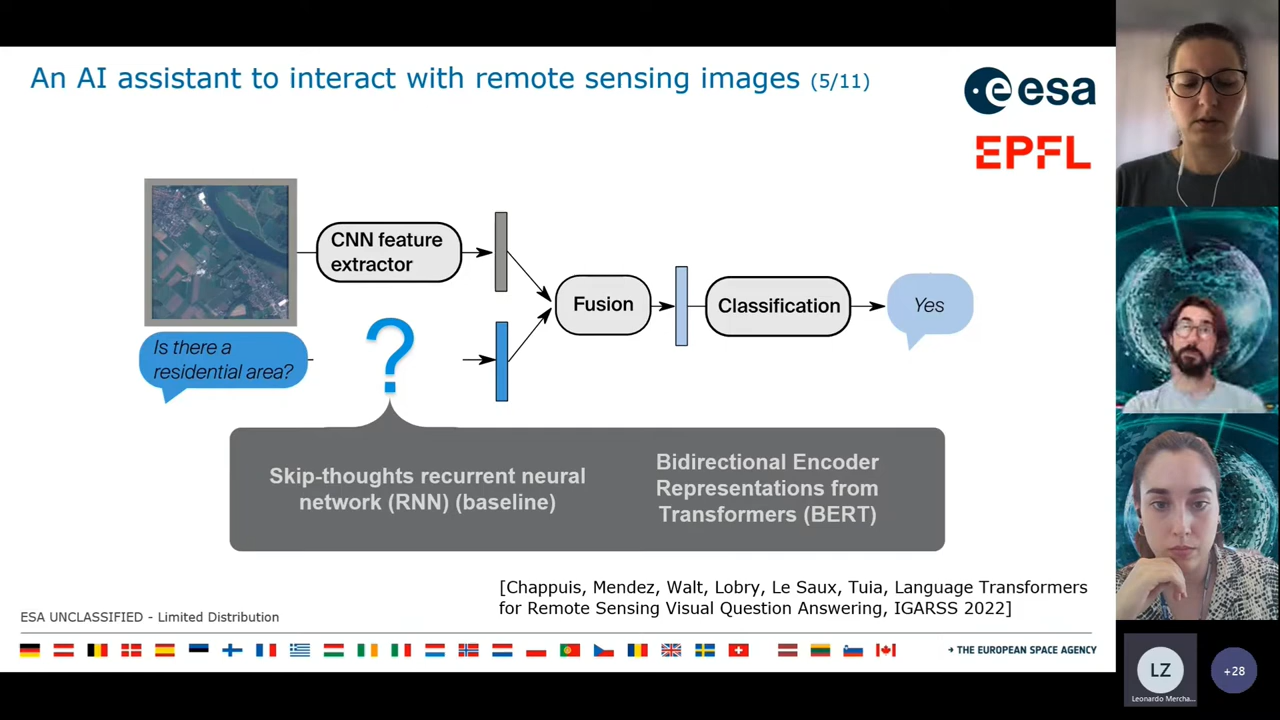 An AI assistant to interact with remote sensing images (5/11)
esa
EPFL
CNN feature
extractor
Fusion
Classification
Yes
Is there a
residential area?
?
Skip-thoughts recurrent neural
network (RNN) (baseline)
Bidirectional Encoder
Representations from
Transformers (BERT)
[Chappuis, Mendez, Walt, Lobry, Le Saux, Tuia, Language Transformers
for Remote Sensing Visual Question Answering, IGARSS 2022]
ESA UNCLASSIFIED - Limited Distribution
→ THE EUROPEAN SPACE AGENCY
LZ
Leonardo Mercha...
+28